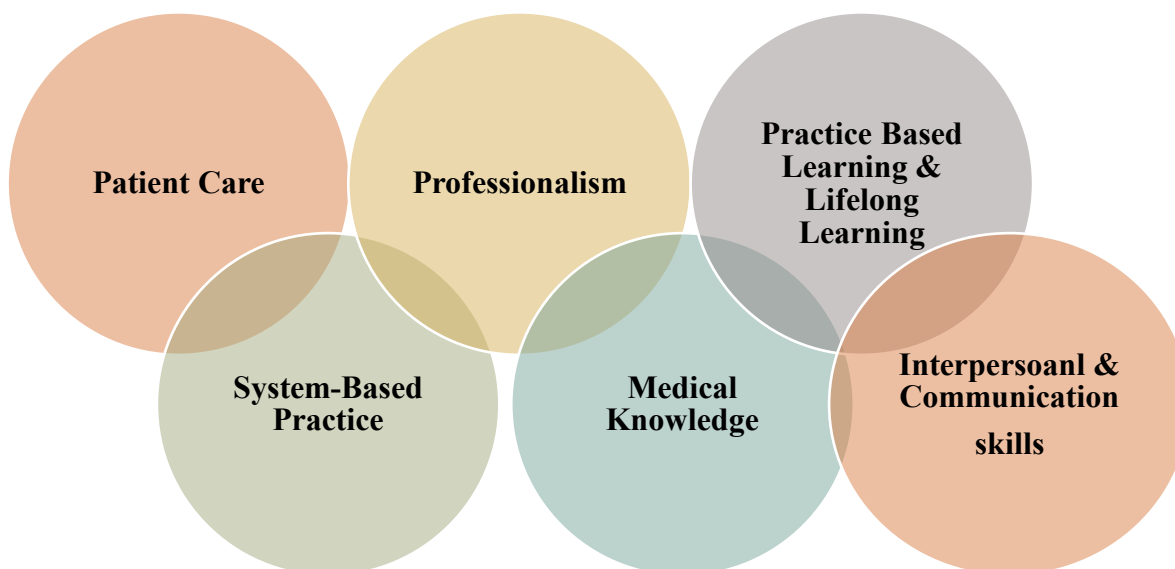 Patient Care
Professionalism
Practice Based
Learning &
Lifelong
Learning
System-Based
Practice
Medical
Knowledge
Interpersoanl &
Communication
skills